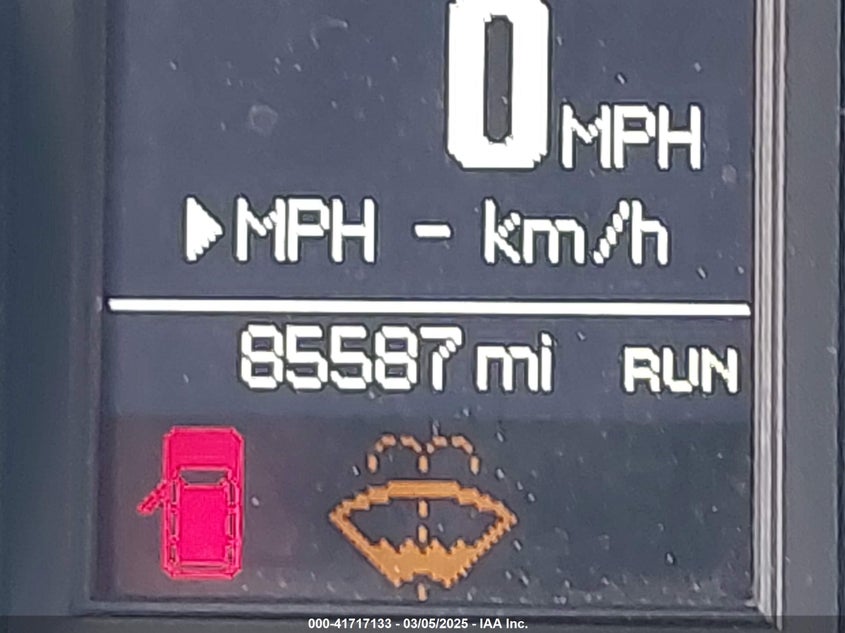 0 MPH
MPH - km/h
85587 mi RUN
000-41717133 - 03/05/2025 - IAA Inc.